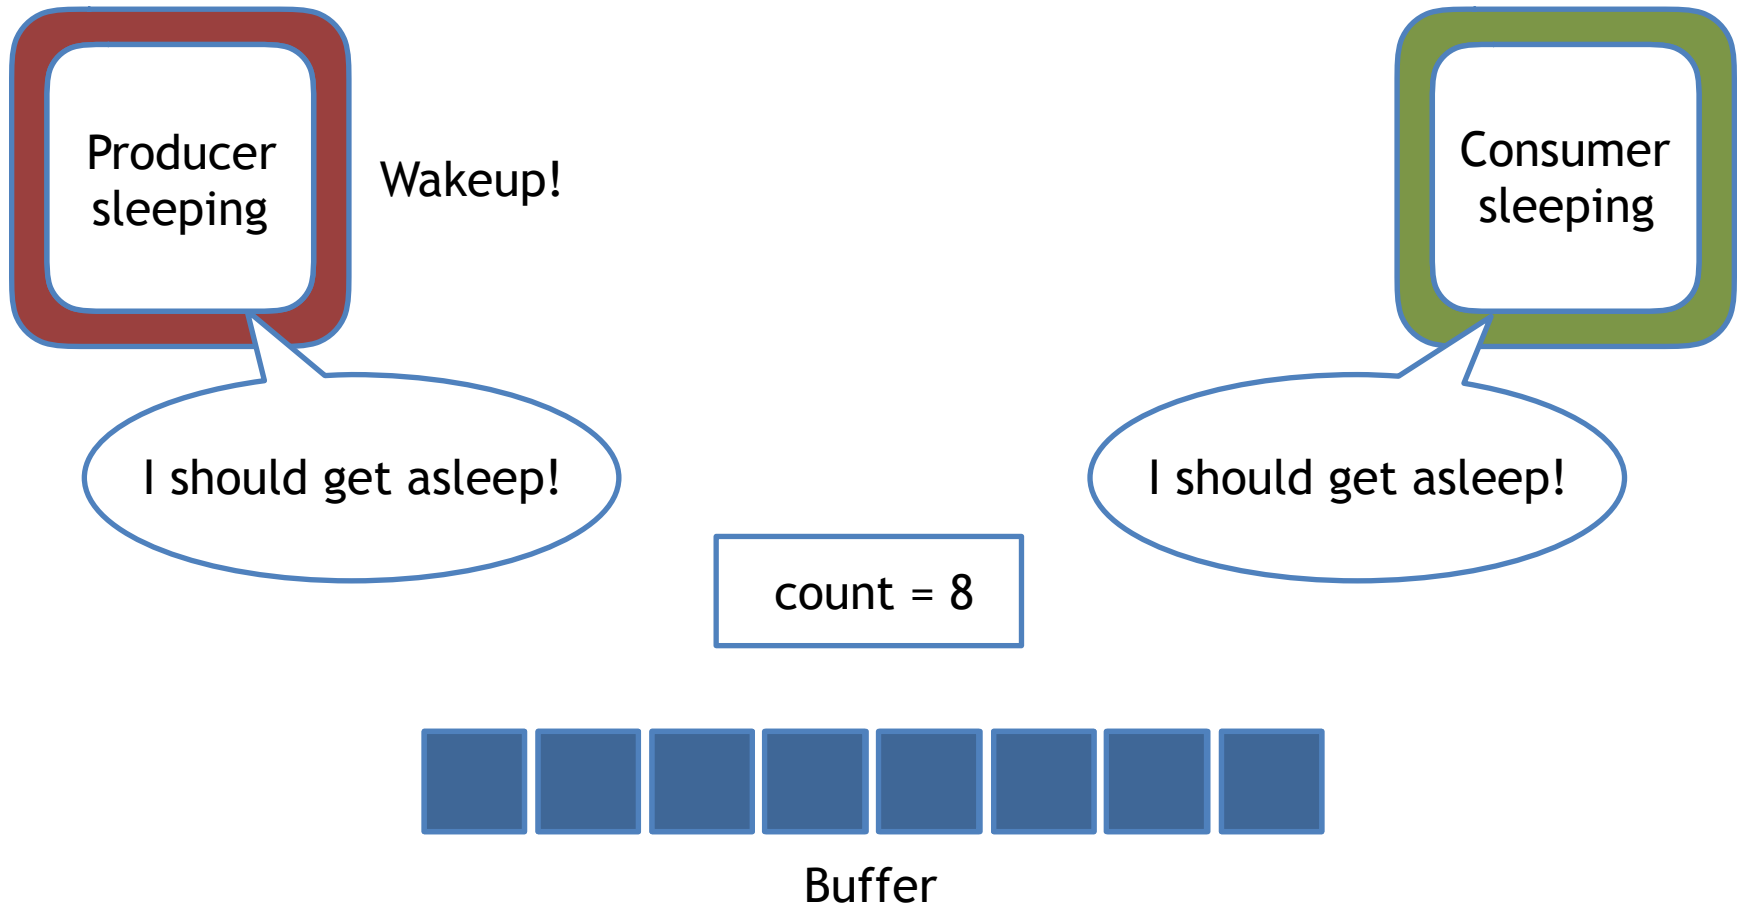 Producer
sleeping
Wakeup!
Consumer
sleeping
I should get asleep!
I should get asleep!
count = 8
Buffer